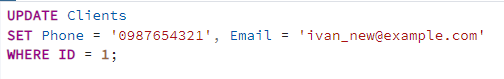 UPDATE Clients
SET Phone = '0987654321', Email = 'ivan_new@example.com'
WHERE ID = 1;